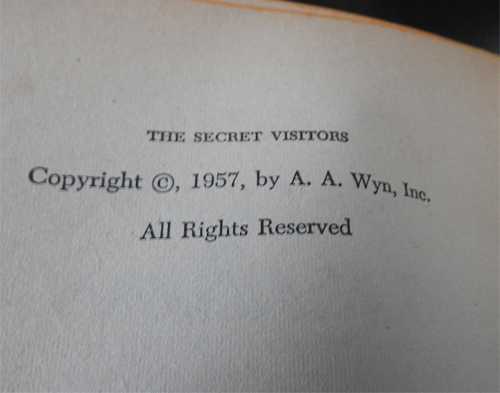 THE SECRET VISITORS
Copyright ©, 1957, by A. A. Wyn, Inc.
All Rights Reserved